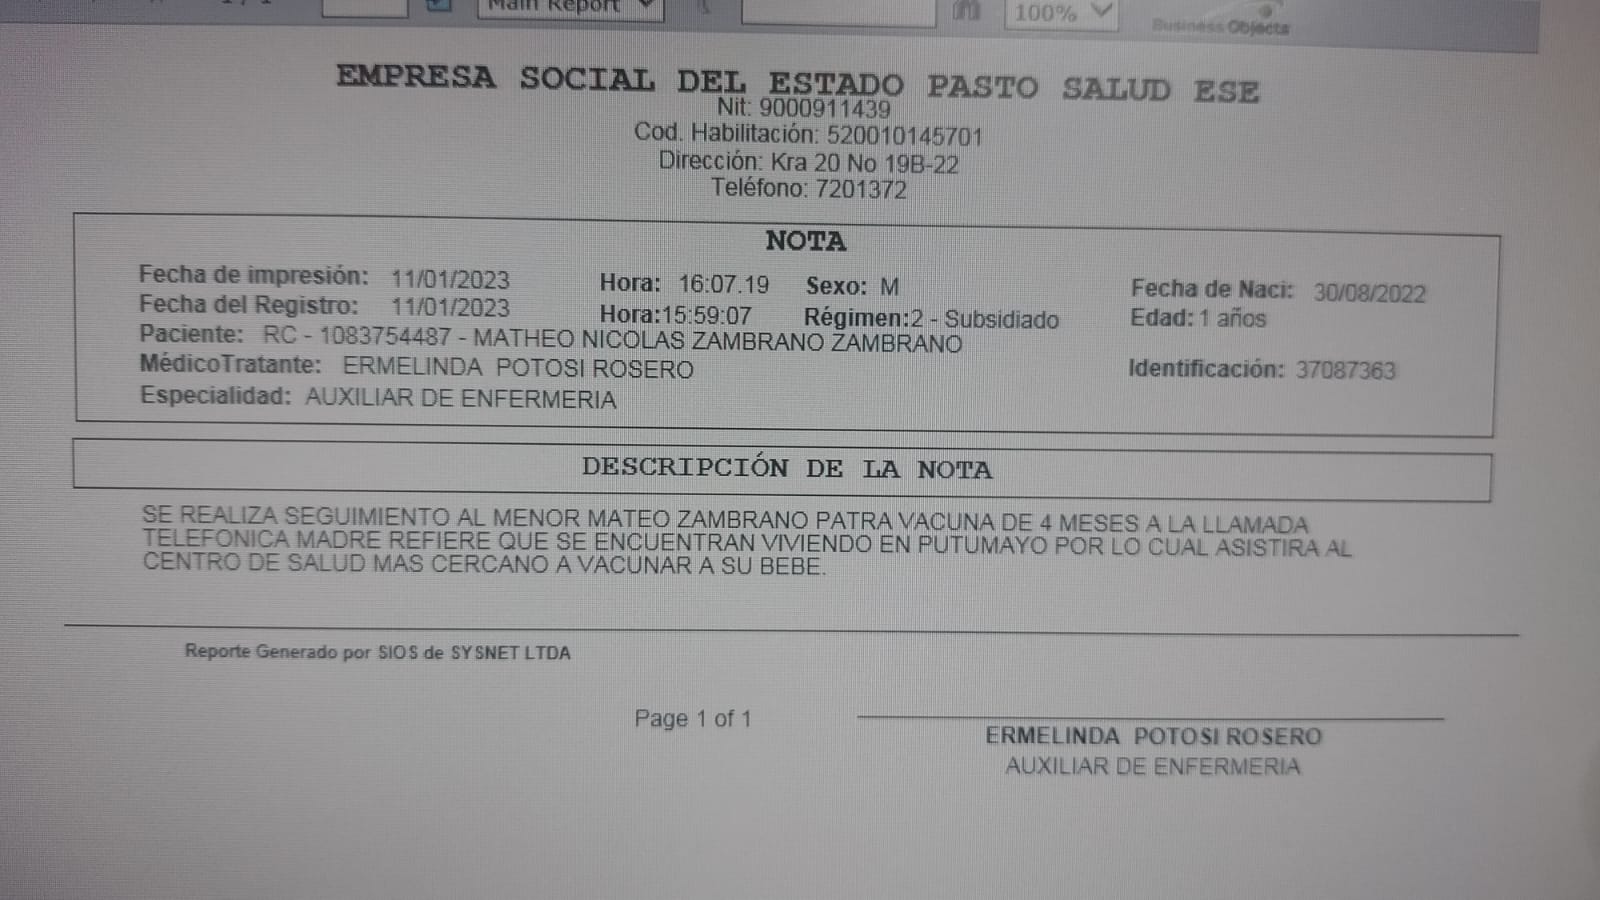 Main Report
100%
Business Objects
EMPRESA SOCIAL DEL ESTADO PASTO SALUD ESE
Nit: 9000911439
Cod. Habilitación: 520010145701
Dirección: Kra 20 No 19B-22
Teléfono: 7201372
NOTA
Fecha de impresión: 11/01/2023 Hora: 16:07.19 Sexo: M Fecha de Naci: 30/08/2022
Fecha del Registro: 11/01/2023 Hora:15:59:07 Régimen:2 - Subsidiado Edad: 1 años
Paciente: RC - 1083754487 - MATHEO NICOLAS ZAMBRANO ZAMBRANO
MédicoTratante: ERMELINDA POTOSI ROSERO Identificación: 37087363
Especialidad: AUXILIAR DE ENFERMERIA
DESCRIPCIÓN DE LA NOTA
SE REALIZA SEGUIMIENTO AL MENOR MATEO ZAMBRANO PATRA VACUNA DE 4 MESES A LA LLAMADA
TELEFONICA MADRE REFIERE QUE SE ENCUENTRAN VIVIENDO EN PUTUMAYO POR LO CUAL ASISTIRA AL
CENTRO DE SALUD MAS CERCANO A VACUNAR A SU BEBE.
Reporte Generado por SIOS de SYSNET LTDA
Page 1 of 1
ERMELINDA POTOSI ROSERO
AUXILIAR DE ENFERMERIA